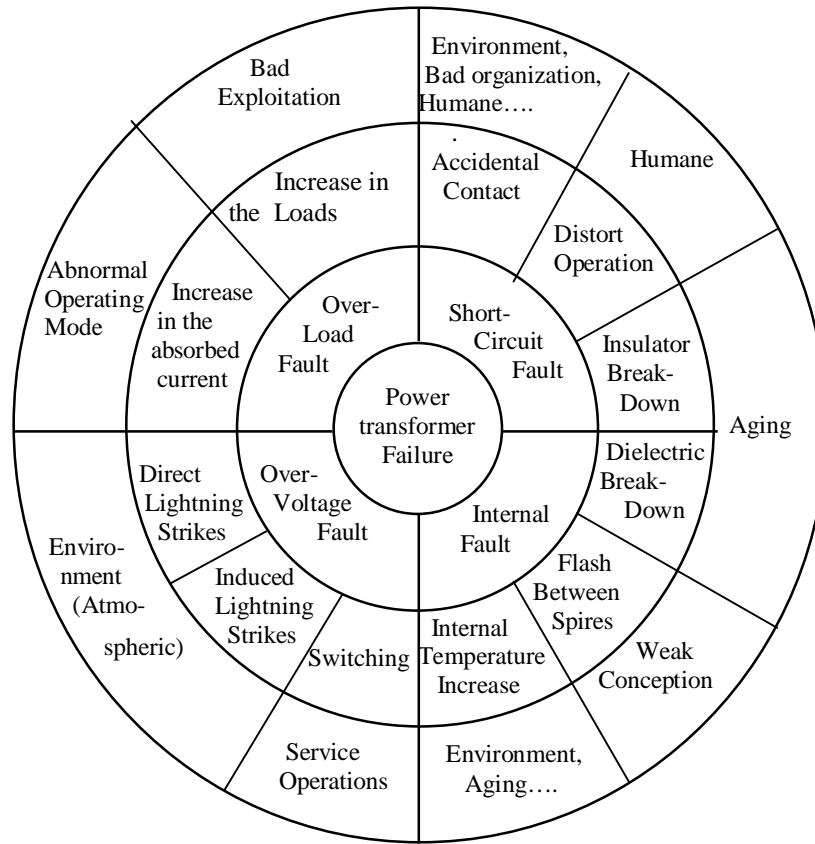 Bad
Exploitation
Environment,
Bad organization,
Humane….
.
Humane
Increase in
the Loads
Accidental
Contact
Distort
Operation
Abnormal
Operating
Mode
Increase
in the
absorbed
current
Over-
Load
Fault
Short-
Circuit
Fault
Insulator
Break-
Down
Power
transformer
Failure
Aging
Direct
Lightning
Strikes
Over-
Voltage
Fault
Internal
Fault
Dielectric
Break-
Down
Enviro-
nment
(Atmo-
spheric)
Induced
Lightning
Strikes
Switching
Internal
Temperature
Increase
Flash
Between
Spires
Weak
Conception
Service
Operations
Environment,
Aging….